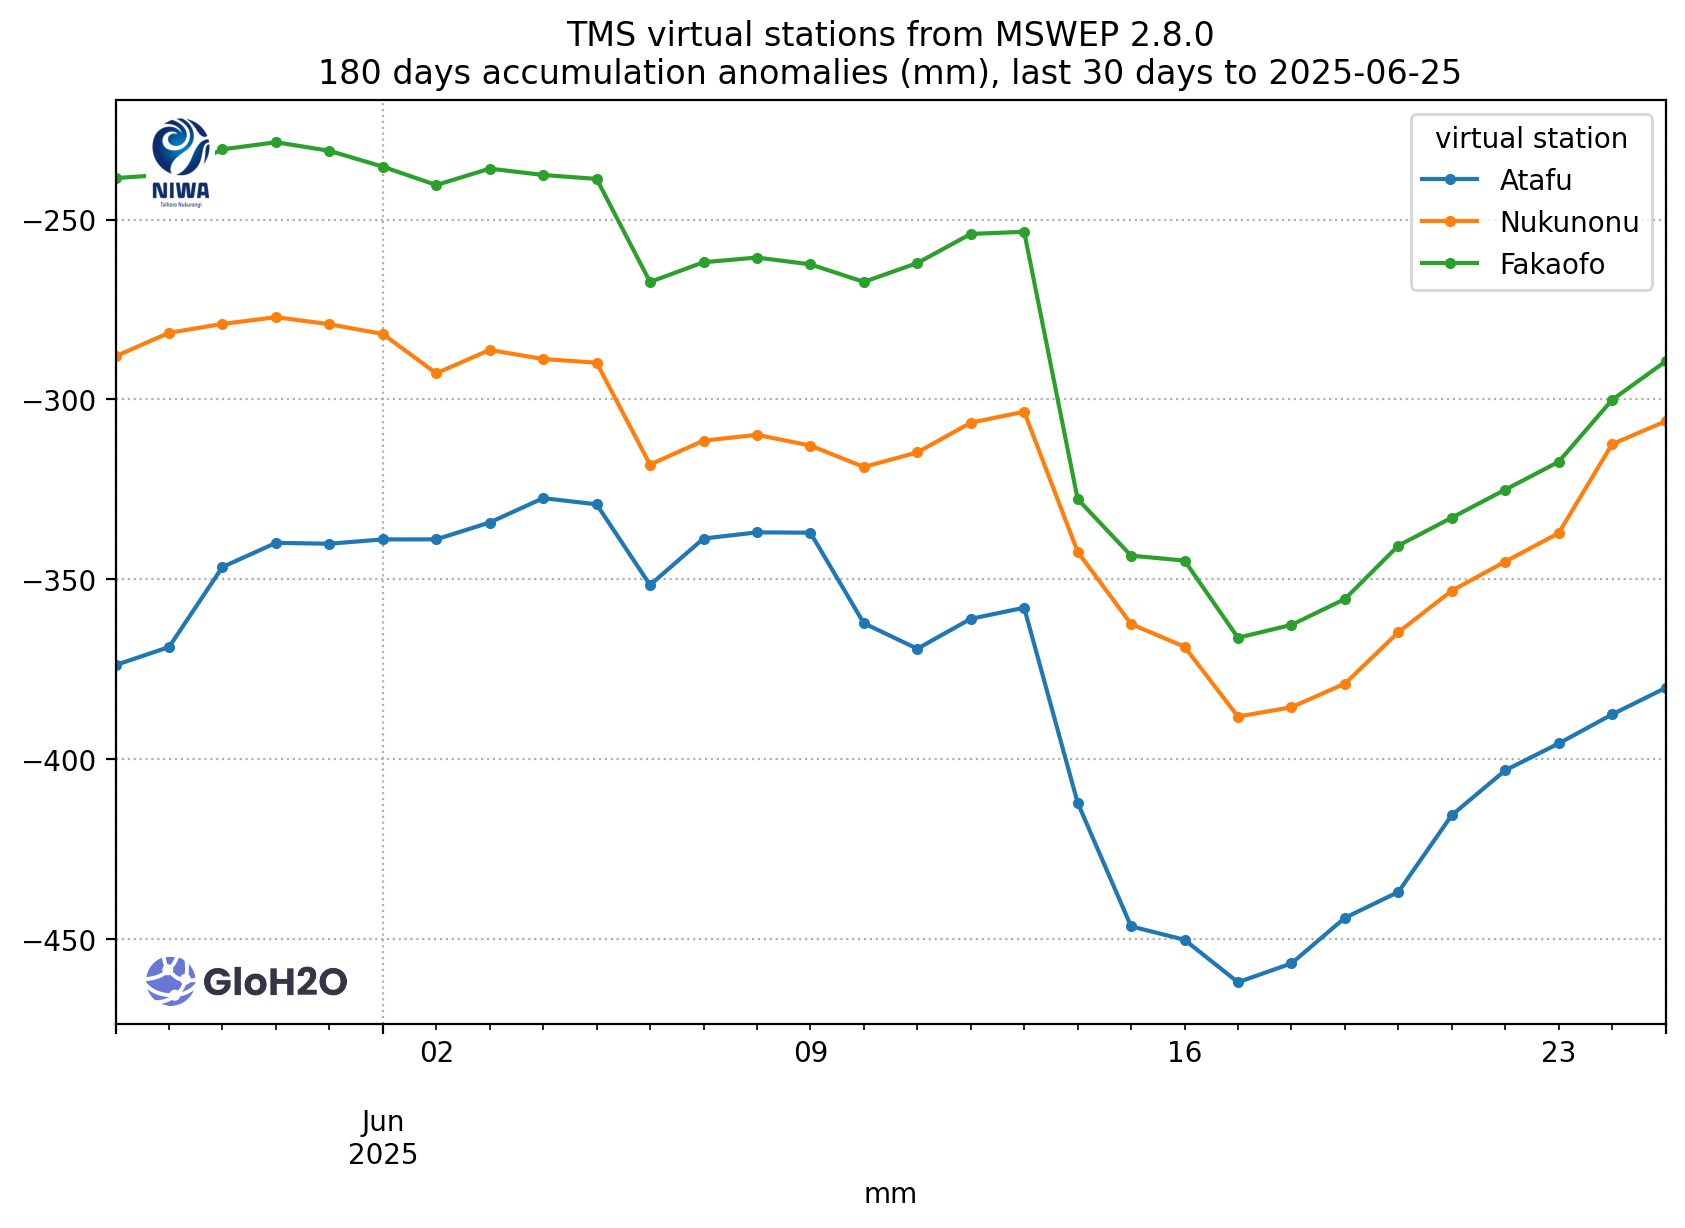 TMS virtual stations from MSWEP 2.8.0
180 days accumulation anomalies (mm), last 30 days to 2025-06-25
NIWA
Taihoro Nukurangi
virtual station
Atafu
Nukunonu
Fakaofo
−250
−300
−350
−400
−450
GloH2O
02
09
16
23
Jun
2025
mm